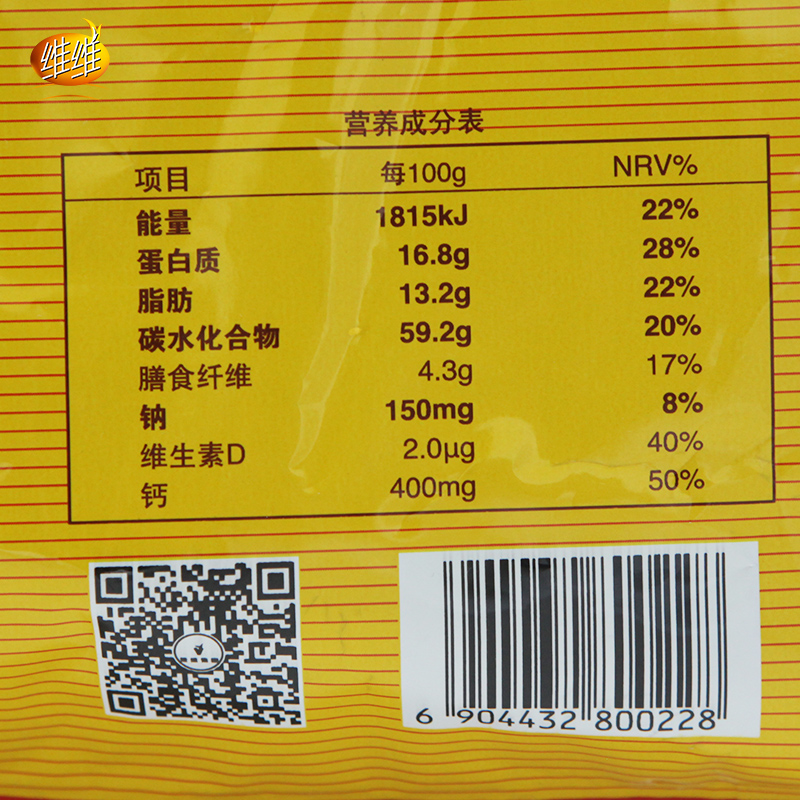 维维
营养成分表
项目 每100g NRV%
能量 1815kJ 22%
蛋白质 16.8g 28%
脂肪 13.2g 22%
碳水化合物 59.2g 20%
膳食纤维 4.3g 17%
钠 150mg 8%
维生素D 2.0μg 40%
钙 400mg 50%
6 904432 800228